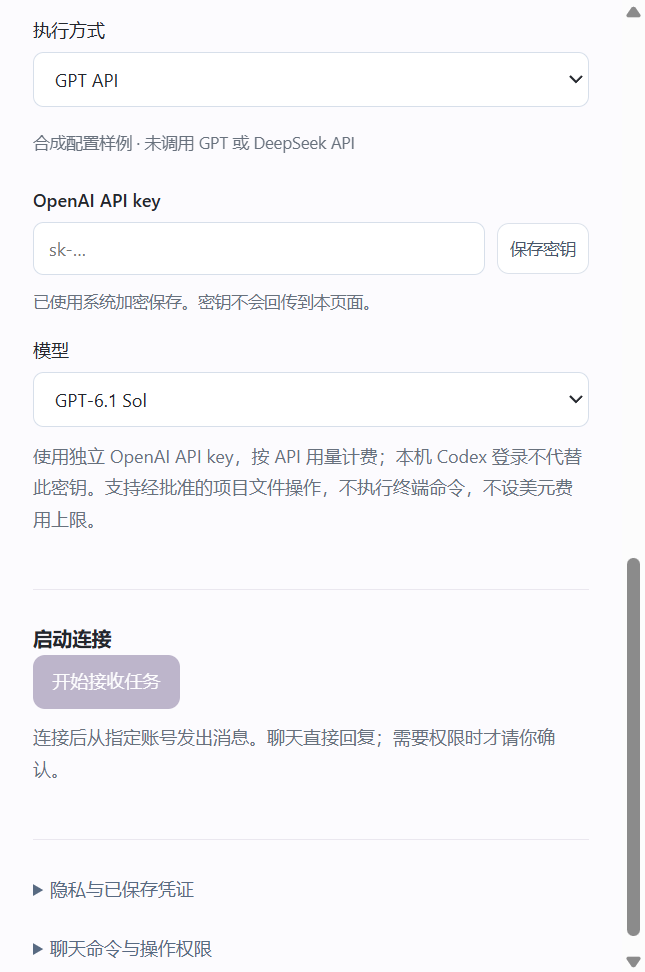 执行方式
GPT API
合成配置样例 · 未调用 GPT 或 DeepSeek API
OpenAI API key
sk-...
保存密钥
已使用系统加密保存。密钥不会回传到本页面。
模型
GPT-6.1 Sol
使用独立 OpenAI API key，按 API 用量计费；本机 Codex 登录不代替
此密钥。支持经批准的项目文件操作，不执行终端命令，不设美元费
用上限。
启动连接
开始接收任务
连接后从指定账号发出消息。聊天直接回复；需要权限时才请你确
认。
隐私与已保存凭证
聊天命令与操作权限